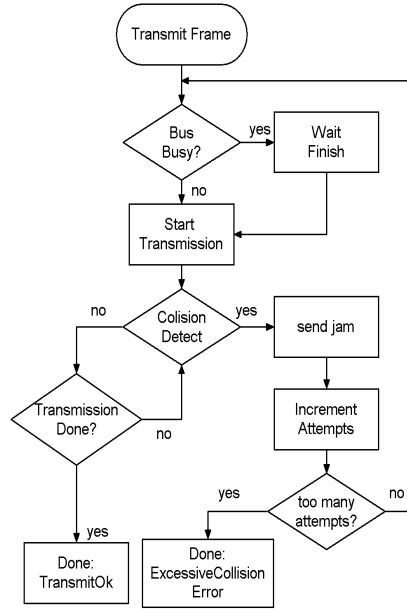 Transmit Frame
Bus
Busy?
yes
Wait
Finish
no
Start
Transmission
no
Colision
Detect
yes
send jam
Transmission
Done?
no
Increment
Attempts
yes
too many
attempts?
no
yes
Done:
TransmitOk
Done:
ExcessiveCollision
Error